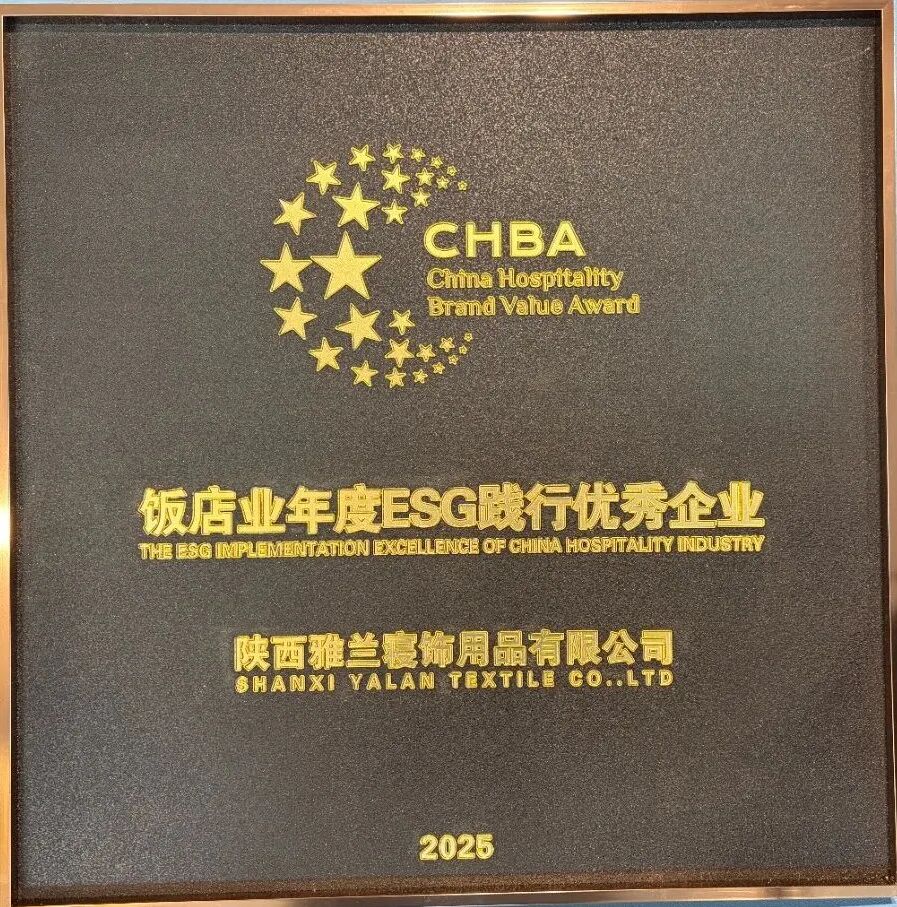 CHBA
China Hospitality
Brand Value Award
饭店业年度ESG践行优秀企业
THE ESG IMPLEMENTATION EXCELLENCE OF CHINA HOSPITALITY INDUSTRY
陕西雅兰寝饰用品有限公司
SHANXI YALAN TEXTILE CO..LTD
2025